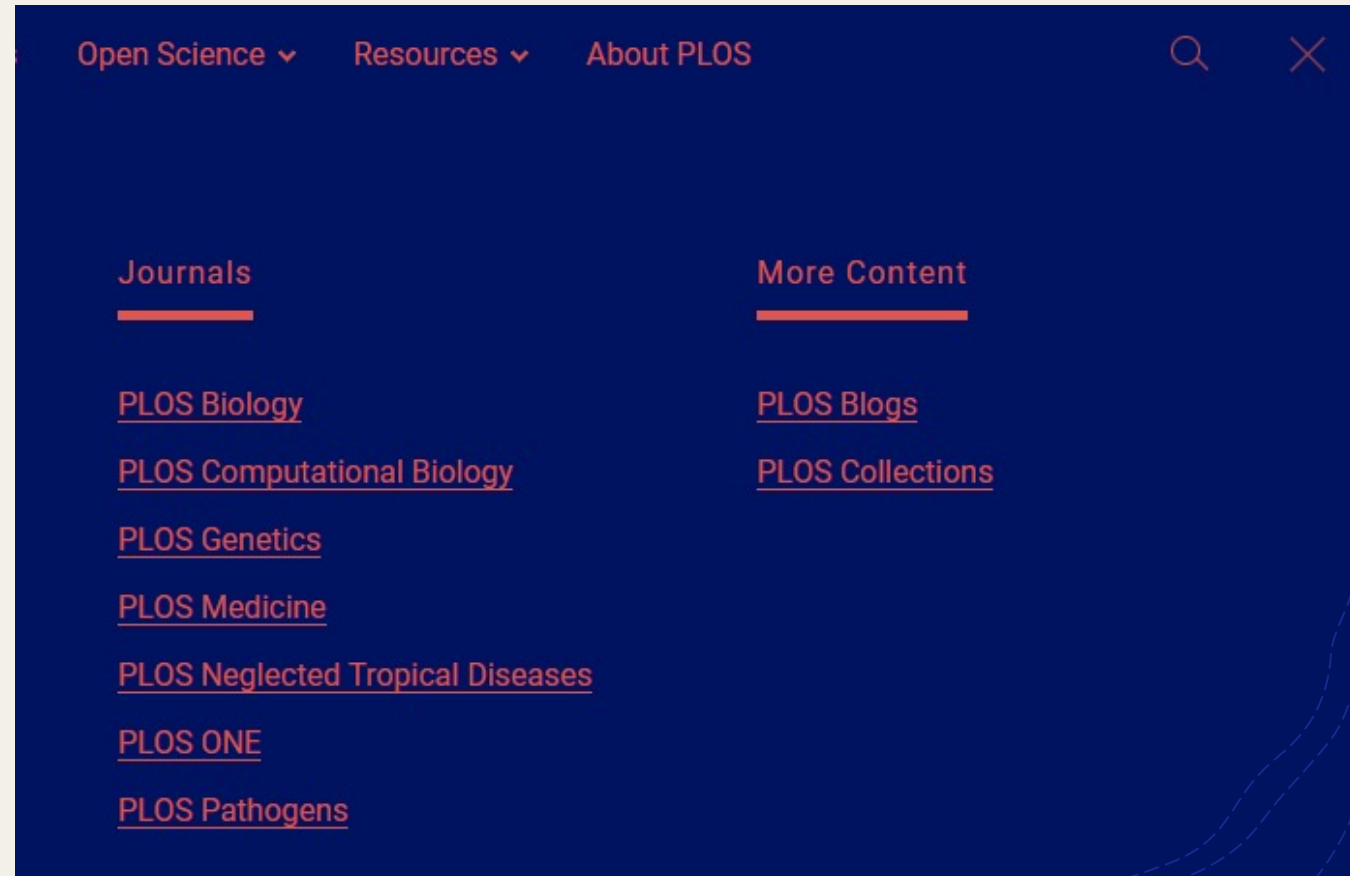 Open Science Resources About PLOS
Journals
PLOS Biology
PLOS Computational Biology
PLOS Genetics
PLOS Medicine
PLOS Neglected Tropical Diseases
PLOS ONE
PLOS Pathogens
More Content
PLOS Blogs
PLOS Collections